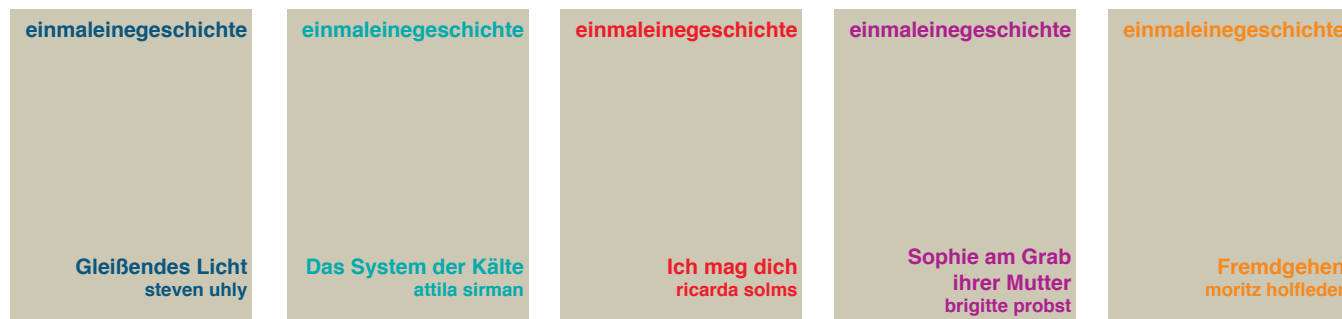 einmaleinegeschichte
Gleißendes Licht
steven uhly
einmaleinegeschichte
Das System der Kälte
attila sirman
einmaleinegeschichte
Ich mag dich
ricarda solms
einmaleinegeschichte
Sophie am Grab
ihrer Mutter
brigitte probst
einmaleinegeschichte
Fremdgehen
moritz holfleder